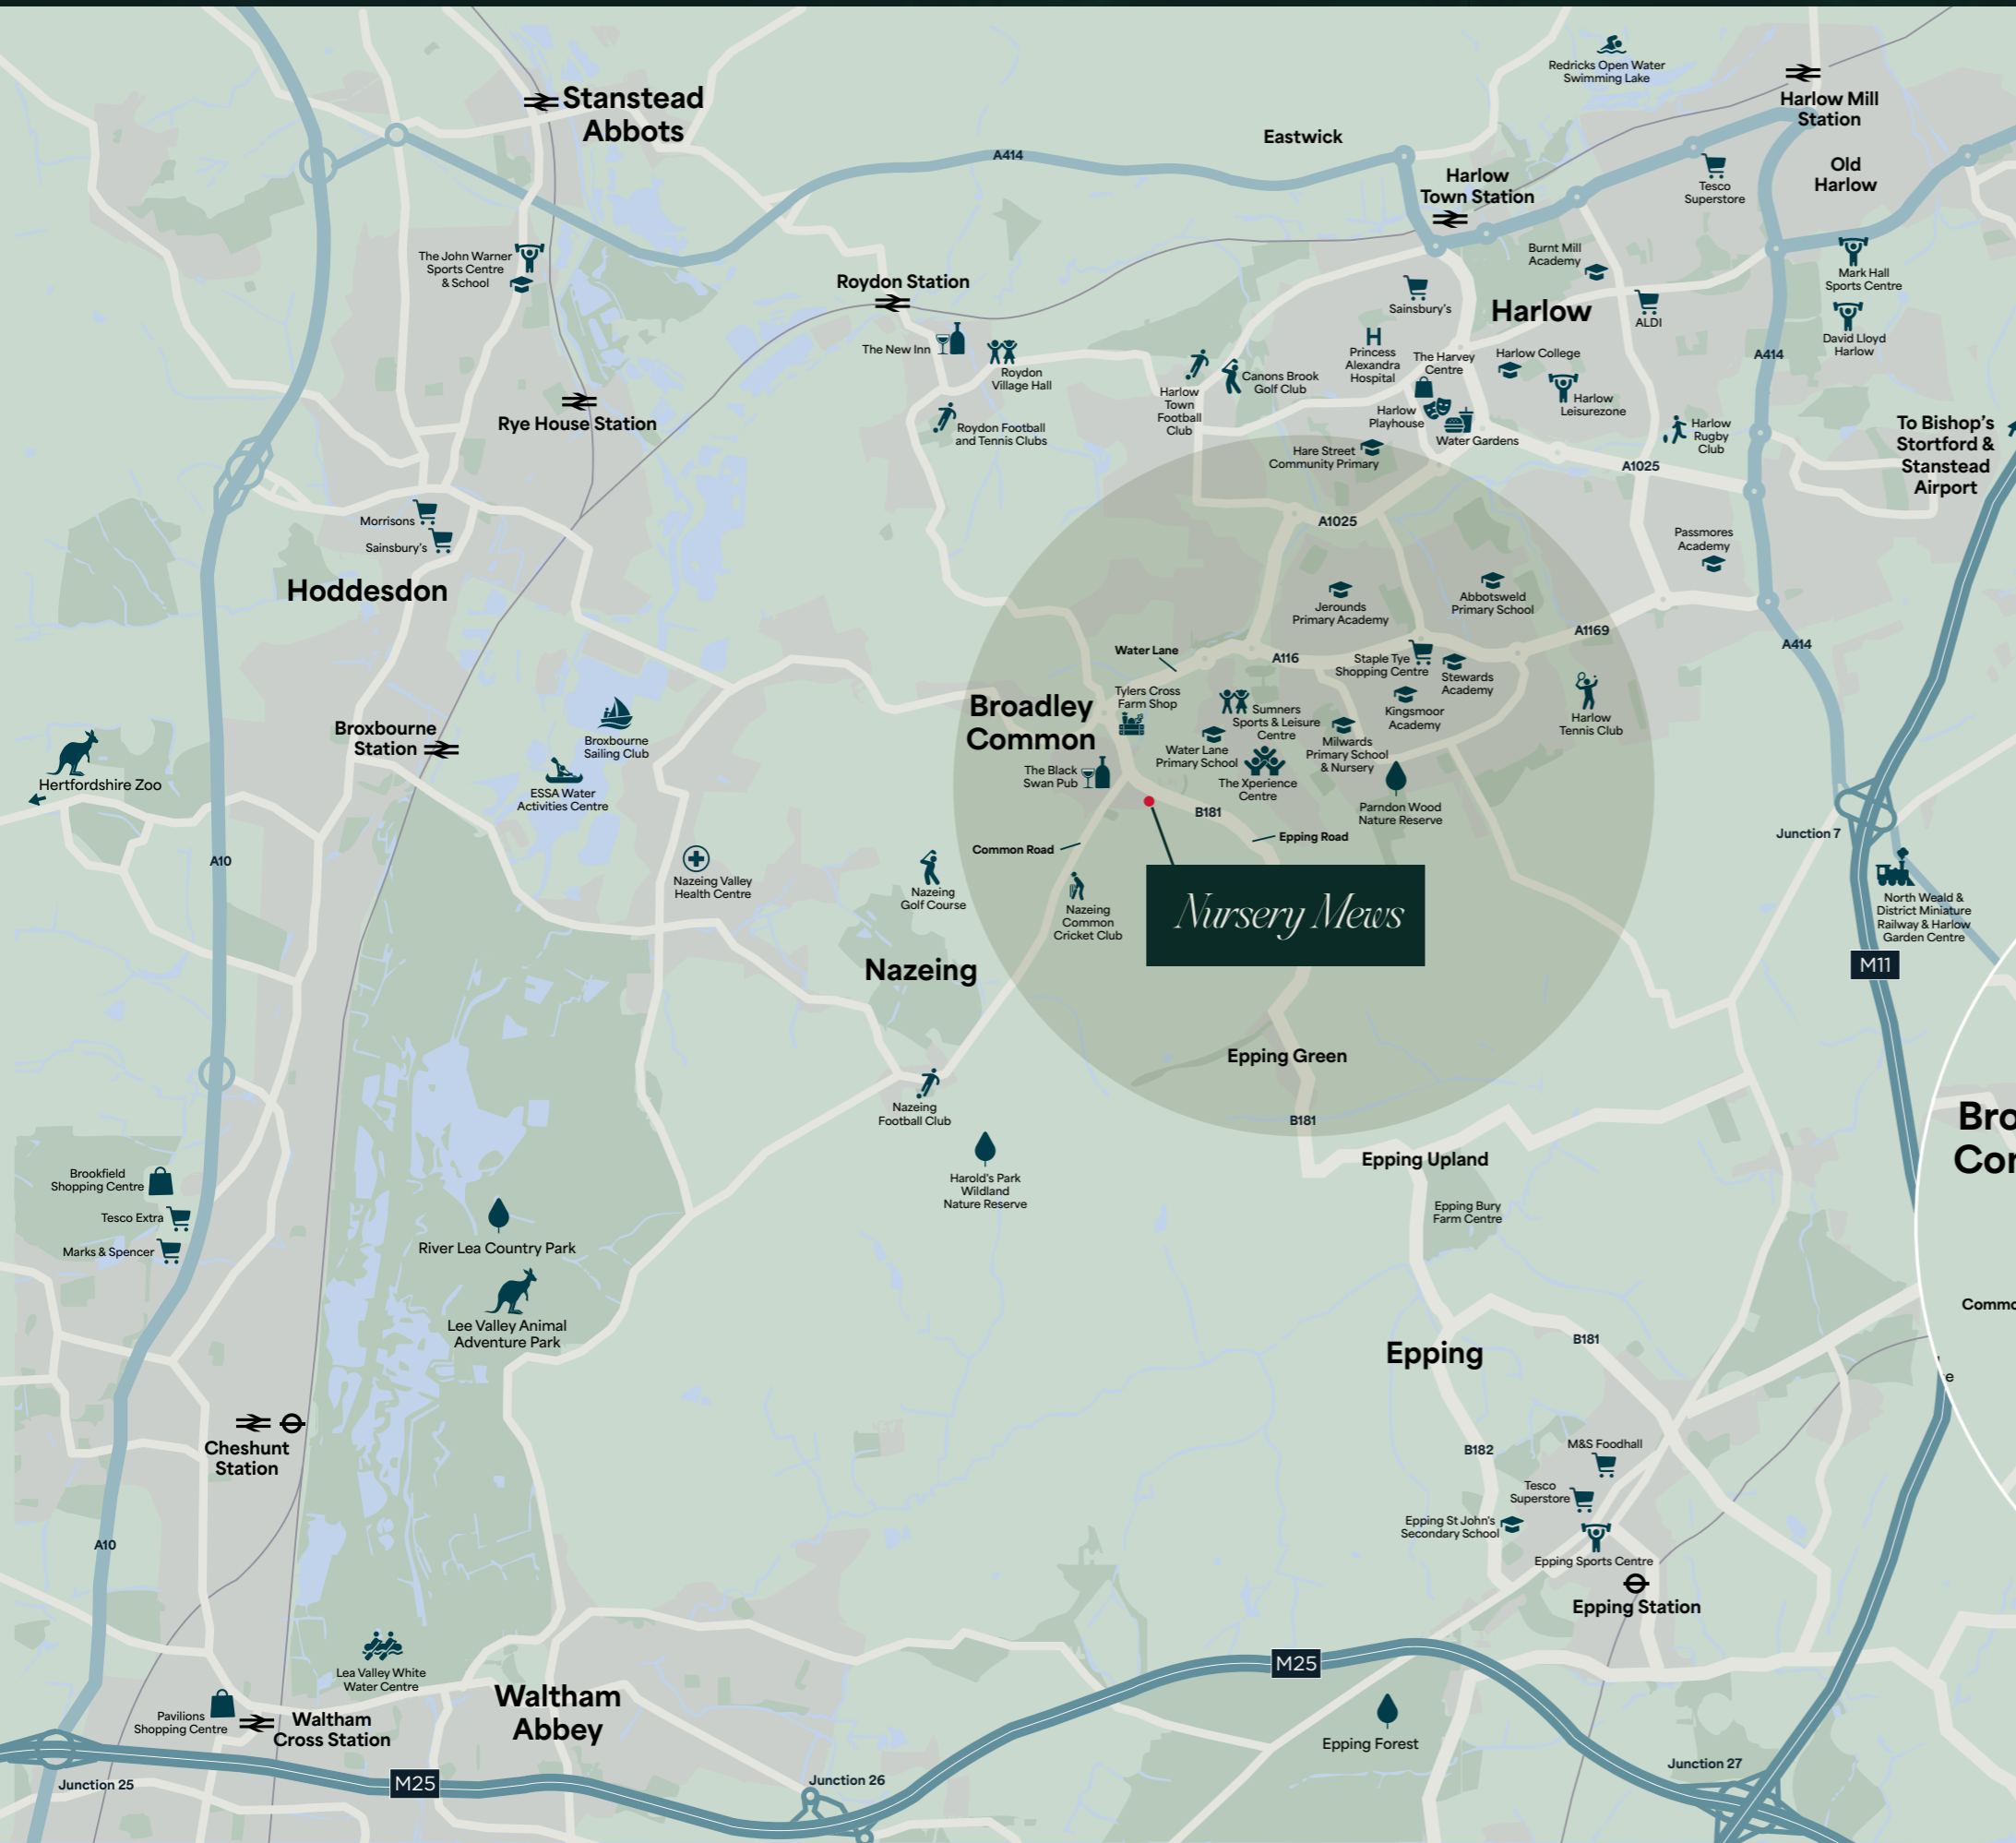 Redricks Open Water
Swimming Lake
Harlow Mill
Station
Stanstead
Abbots
Eastwick
A414
Old
Harlow
Harlow
Town Station
Tesco
Superstore
The John Warner
Sports Centre
& School
Burnt Mill
Academy
Mark Hall
Sports Centre
Roydon Station
Sainsbury's
Harlow
ALDI
David Lloyd
Harlow
The New Inn
Roydon
Village Hall
Princess
Alexandra
Hospital
The Harvey
Centre
Harlow College
A414
Harlow
Town
Football
Club
Canons Brook
Golf Club
Harlow
Leisurezone
Harlow
Playhouse
Water Gardens
Harlow
Rugby
Club
Rye House Station
Roydon Football
and Tennis Clubs
Hare Street
Community Primary
A1025
To Bishop's
Stortford &
Stanstead
Airport
Morrisons
Sainsbury's
A1025
Passmores
Academy
Hoddesdon
Jerounds
Primary Academy
Abbotsweld
Primary School
A1169
A414
Water Lane
A116
Staple Tye
Shopping Centre
Stewards
Academy
Tylers Cross
Farm Shop
Broadley
Common
Sumners
Sports & Leisure
Centre
Kingsmoor
Academy
Harlow
Tennis Club
Broxbourne
Station
Broxbourne
Sailing Club
Water Lane
Primary School
Milwards
Primary School
& Nursery
The Black
Swan Pub
The Xperience
Centre
Hertfordshire Zoo
ESSA Water
Activities Centre
Parndon Wood
Nature Reserve
B181
Junction 7
Epping Road
Common Road
A10
Nazeing Valley
Health Centre
Nazeing
Golf Course
Nazeing
Common
Cricket Club
Nursery Mews
North Weald &
District Miniature
Railway & Harlow
Garden Centre
M11
Nazeing
Epping Green
Nazeing
Football Club
B181
Bro
Co
Epping Upland
Brookfield
Shopping Centre
Harold's Park
Wildland
Nature Reserve
Epping Bury
Farm Centre
Tesco Extra
Marks & Spencer
River Lea Country Park
Commo
Lee Valley Animal
Adventure Park
B181
Epping
e
Cheshunt
Station
B182
M&S Foodhall
Tesco
Superstore
Epping St John's
Secondary School
A10
Epping Sports Centre
Epping Station
Lea Valley White
Water Centre
M25
Waltham
Abbey
Pavilions
Shopping Centre
Waltham
Cross Station
Epping Forest
Junction 27
Junction 25
M25
Junction 26